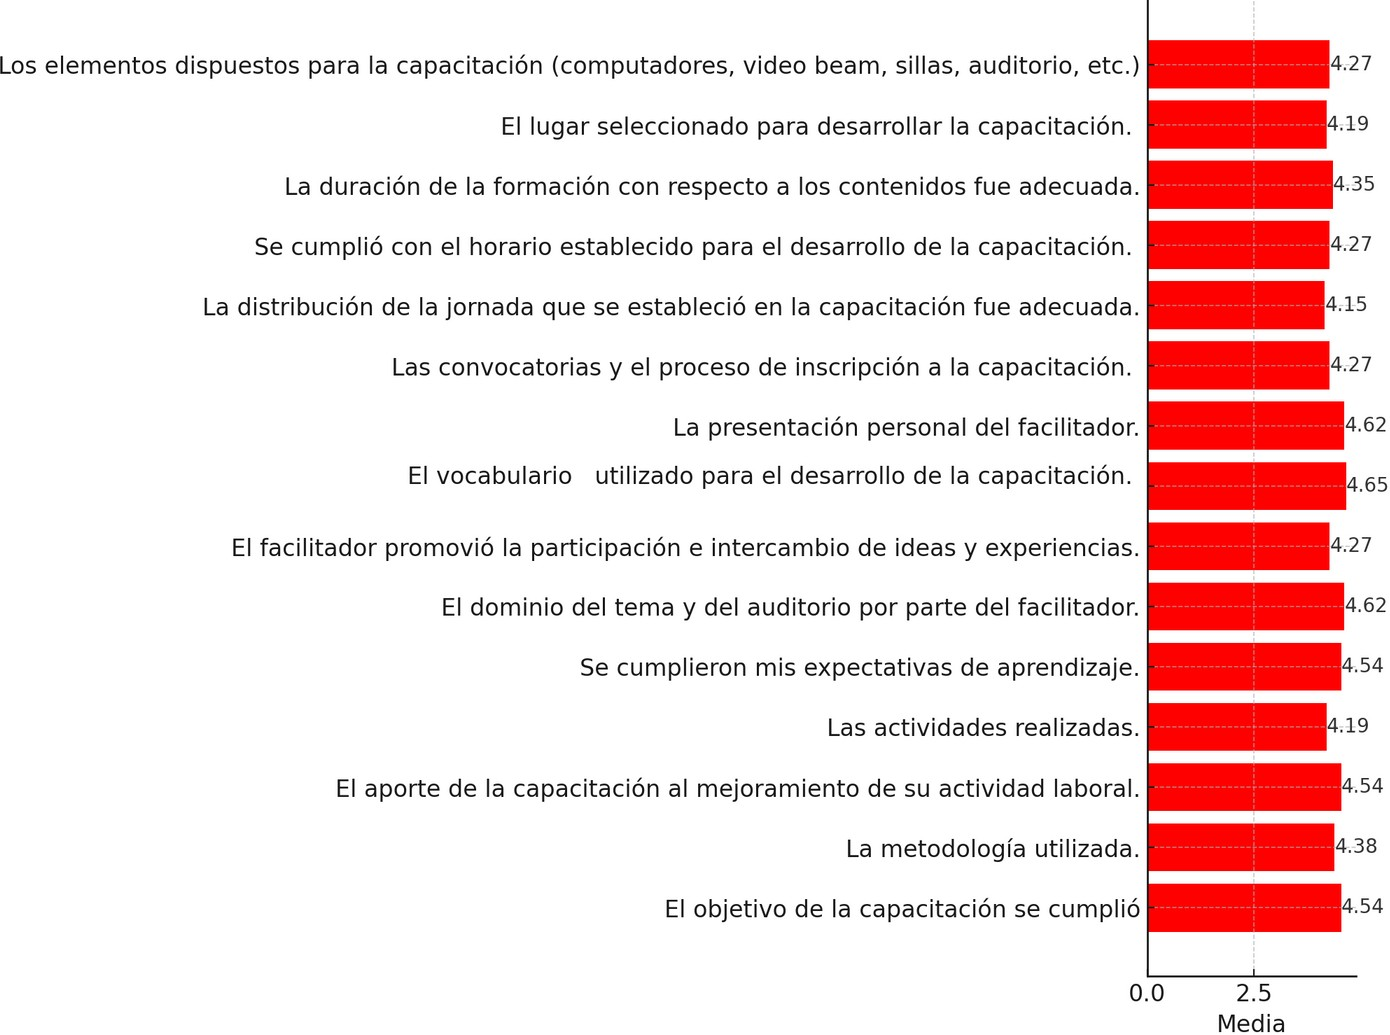 Los elementos dispuestos para la capacitación (computadores, video beam, sillas, auditorio, etc.) 4.27
El lugar seleccionado para desarrollar la capacitación. 4.19
La duración de la formación con respecto a los contenidos fue adecuada. 4.35
Se cumplió con el horario establecido para el desarrollo de la capacitación. 4.27
La distribución de la jornada que se estableció en la capacitación fue adecuada. 4.15
Las convocatorias y el proceso de inscripción a la capacitación. 4.27
La presentación personal del facilitador. 4.62
El vocabulario   utilizado para el desarrollo de la capacitación. 4.65
El facilitador promovió la participación e intercambio de ideas y experiencias. 4.27
El dominio del tema y del auditorio por parte del facilitador. 4.62
Se cumplieron mis expectativas de aprendizaje. 4.54
Las actividades realizadas. 4.19
El aporte de la capacitación al mejoramiento de su actividad laboral. 4.54
La metodología utilizada. 4.38
El objetivo de la capacitación se cumplió 4.54
0.0 2.5
Media